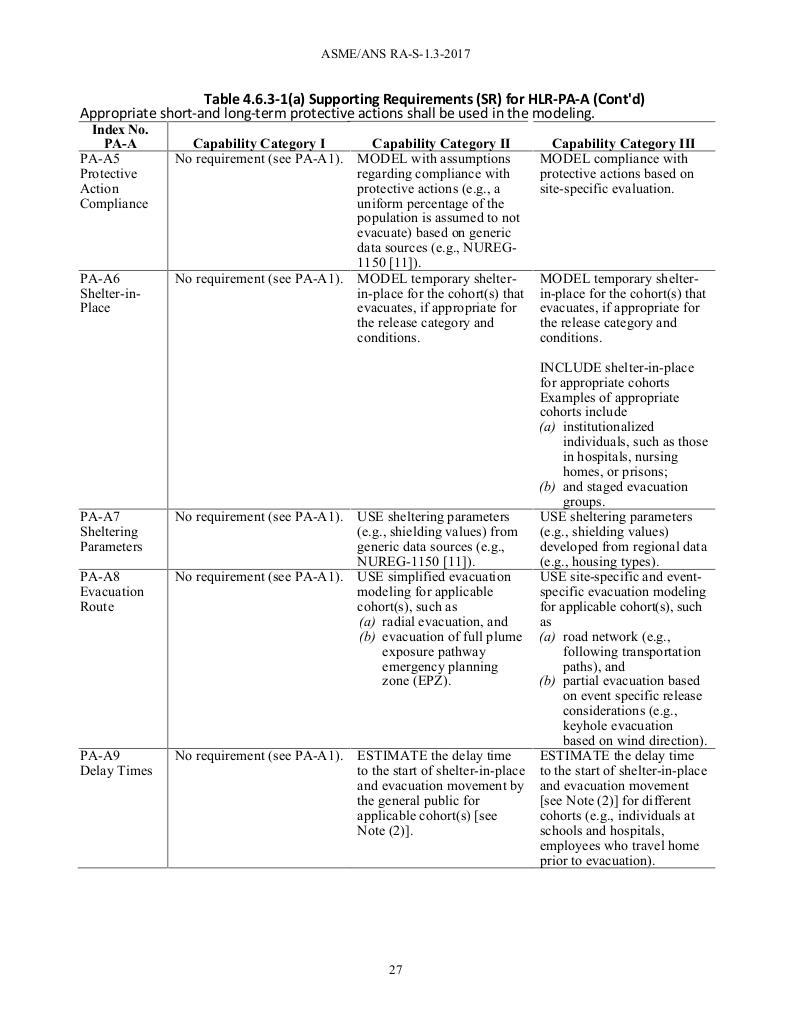 ASME/ANS RA-S-1.3-2017
Table 4.6.3-1(a) Supporting Requirements (SR) for HLR-PA-A (Cont'd)
Appropriate short-and long-term protective actions shall be used in the modeling.
Index No.
PA-A
Capability Category I
Capability Category II
Capability Category III
PA-A5
Protective
Action
Compliance
No requirement (see PA-A1).
MODEL with assumptions
regarding compliance with
protective actions (e.g., a
uniform percentage of the
population is assumed to not
evacuate) based on generic
data sources (e.g., NUREG-
1150 [11]).
MODEL compliance with
protective actions based on
site-specific evaluation.
PA-A6
Shelter-in-
Place
No requirement (see PA-A1).
MODEL temporary shelter-
in-place for the cohort(s) that
evacuates, if appropriate for
the release category and
conditions.
MODEL temporary shelter-
in-place for the cohort(s) that
evacuates, if appropriate for
the release category and
conditions.
INCLUDE shelter-in-place
for appropriate cohorts
Examples of appropriate
cohorts include
(a) institutionalized
individuals, such as those
in hospitals, nursing
homes, or prisons;
(b) and staged evacuation
groups.
PA-A7
Sheltering
Parameters
No requirement (see PA-A1).
USE sheltering parameters
(e.g., shielding values) from
generic data sources (e.g.,
NUREG-1150 [11]).
USE sheltering parameters
(e.g., shielding values)
developed from regional data
(e.g., housing types).
PA-A8
Evacuation
Route
No requirement (see PA-A1).
USE simplified evacuation
modeling for applicable
cohort(s), such as
(a) radial evacuation, and
(b) evacuation of full plume
exposure pathway
emergency planning
zone (EPZ).
USE site-specific and event-
specific evacuation modeling
for applicable cohort(s), such
as
(a) road network (e.g.,
following transportation
paths), and
(b) partial evacuation based
on event specific release
considerations (e.g.,
keyhole evacuation
based on wind direction).
PA-A9
Delay Times
No requirement (see PA-A1).
ESTIMATE the delay time
to the start of shelter-in-place
and evacuation movement by
the general public for
applicable cohort(s) [see
Note (2)].
ESTIMATE the delay time
to the start of shelter-in-place
and evacuation movement
[see Note (2)] for different
cohorts (e.g., individuals at
schools and hospitals,
employees who travel home
prior to evacuation).
27